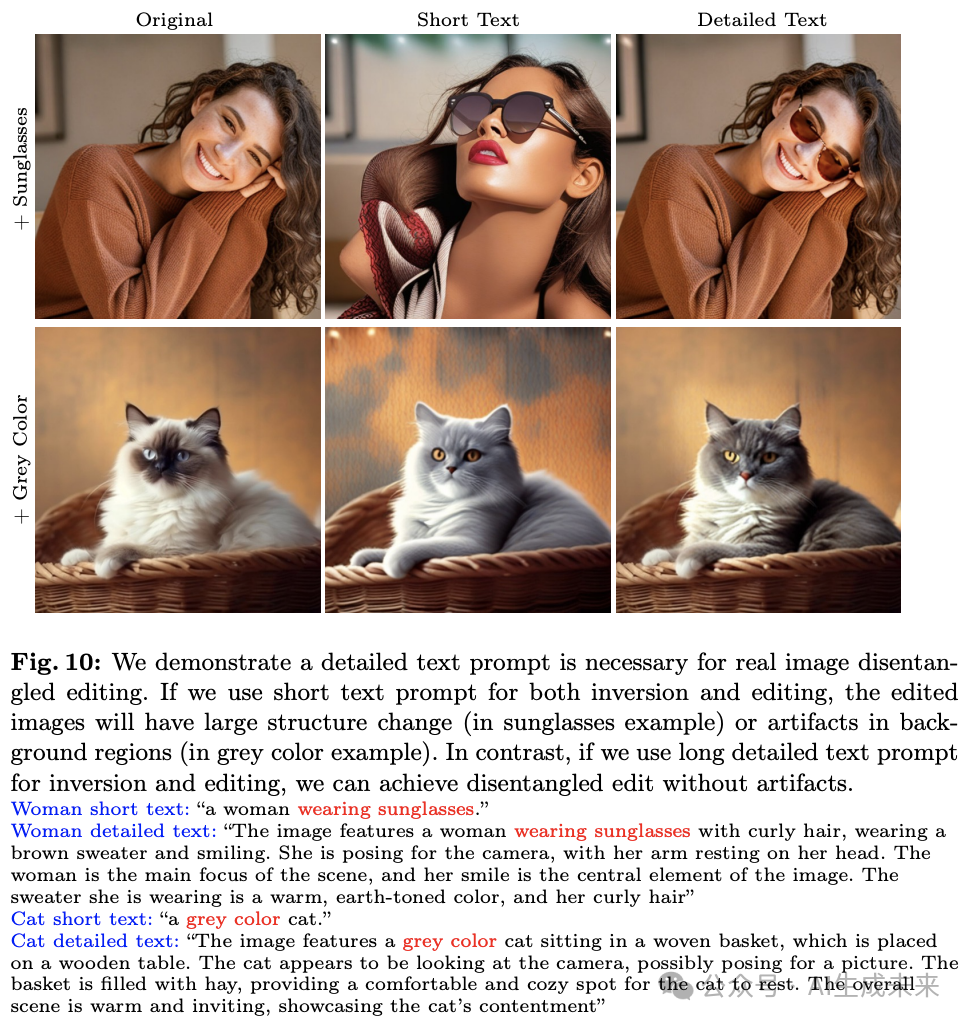 Original Short Text Detailed Text
+ Sunglasses
+ Grey Color
Fig. 10: We demonstrate a detailed text prompt is necessary for real image disentan-
gled editing. If we use short text prompt for both inversion and editing, the edited
images will have large structure change (in sunglasses example) or artifacts in back-
ground regions (in grey color example). In contrast, if we use long detailed text prompt
for inversion and editing, we can achieve disentangled edit without artifacts.
Woman short text: “a woman wearing sunglasses.”
Woman detailed text: “The image features a woman wearing sunglasses with curly hair, wearing a
brown sweater and smiling. She is posing for the camera, with her arm resting on her head. The
woman is the main focus of the scene, and her smile is the central element of the image. The
sweater she is wearing is a warm, earth-toned color, and her curly hair”
Cat short text: “a grey color cat.”
Cat detailed text: “The image features a grey color cat sitting in a woven basket, which is placed
on a wooden table. The cat appears to be looking at the camera, possibly posing for a picture. The
basket is filled with hay, providing a comfortable and cozy spot for the cat to rest. The overall
scene is warm and inviting, showcasing the cat's contentment”
公众号 · AI生成未来